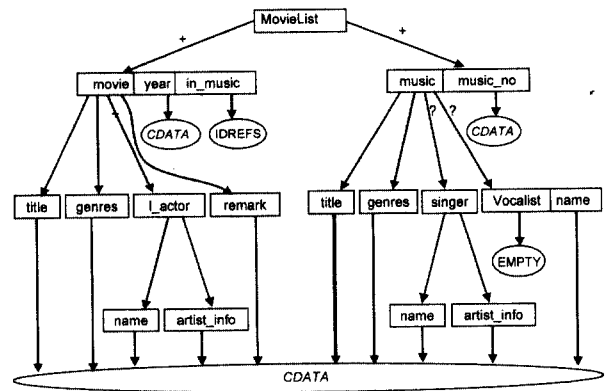 MovieList
+ +
movie year in_music music music_no
+ ? ?
CDATA IDREFS CDATA
title genres l_actor remark title genres singer Vocalist name
EMPTY
name artist_info name artist_info
CDATA